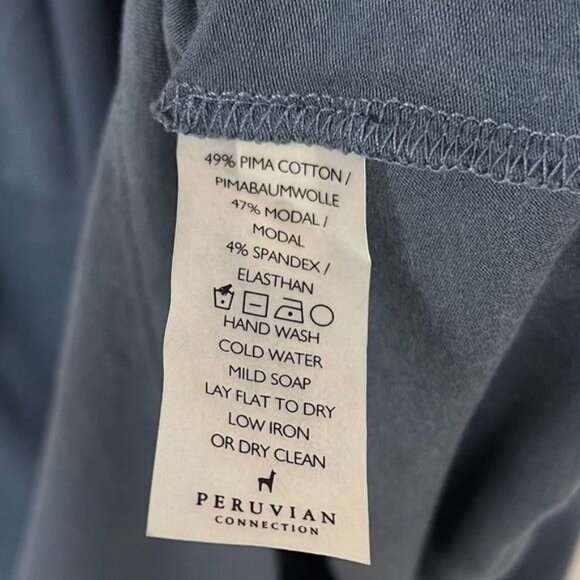 49% PIMA COTTON /
PIMABAUMWOLLE
47% MODAL /
MODAL
4% SPANDEX /
ELASTHAN
HAND WASH
COLD WATER
MILD SOAP
LAY FLAT TO DRY
LOW IRON
OR DRY CLEAN
PERUVIAN
CONNECTION